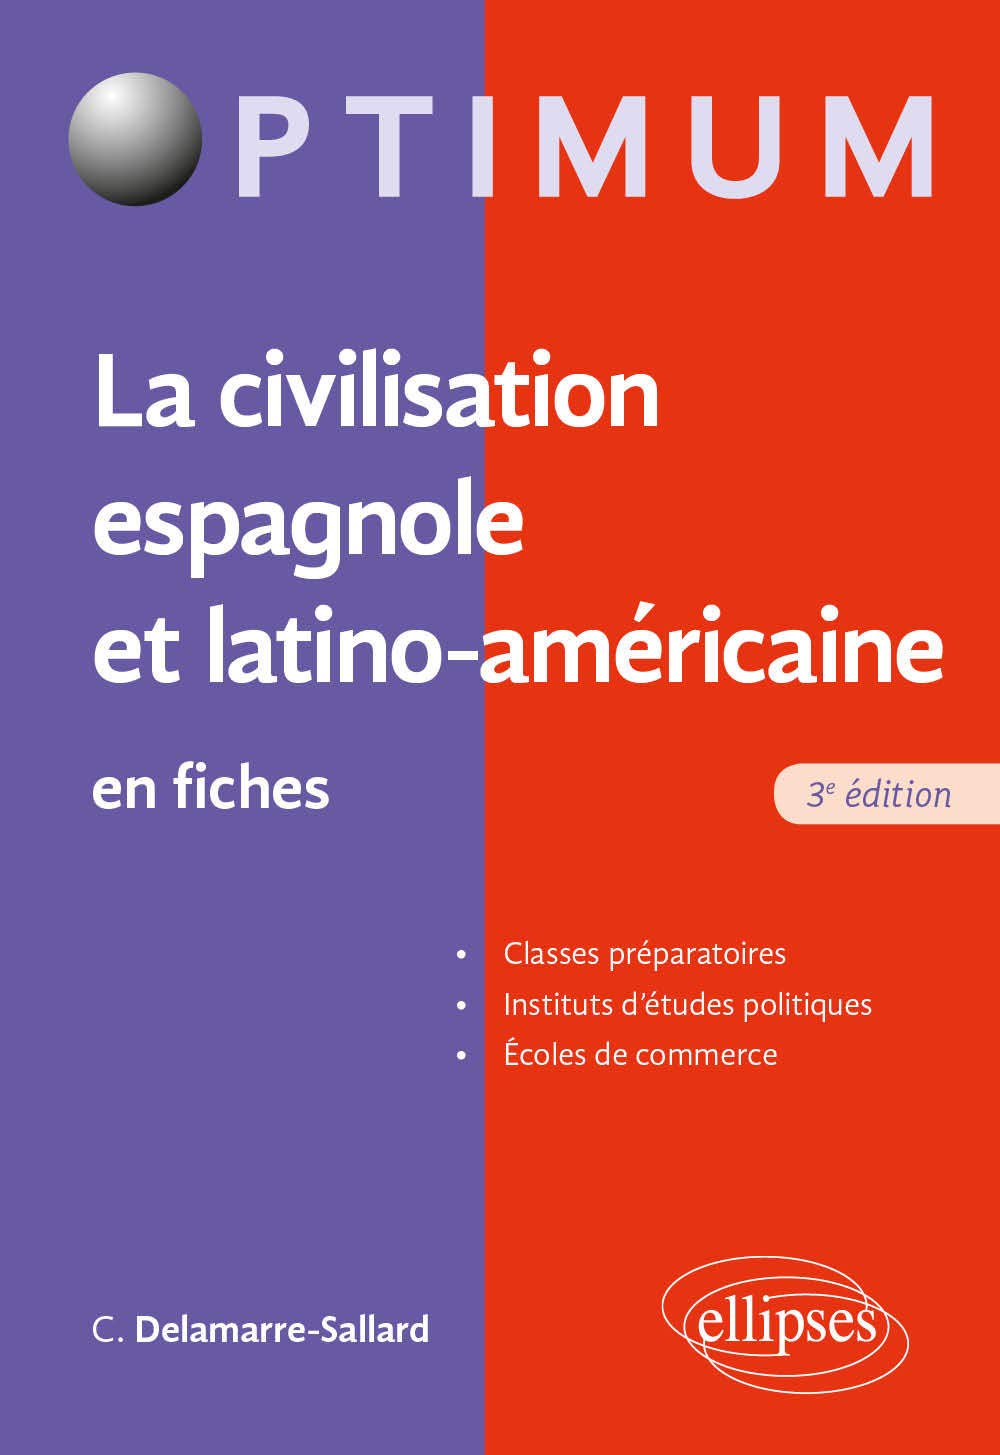 OPTIMUM
La civilisation
espagnole
et latino-américaine
en fiches
3e édition
• Classes préparatoires
• Instituts d'études politiques
• Écoles de commerce
C. Delamarre-Sallard
ellipses